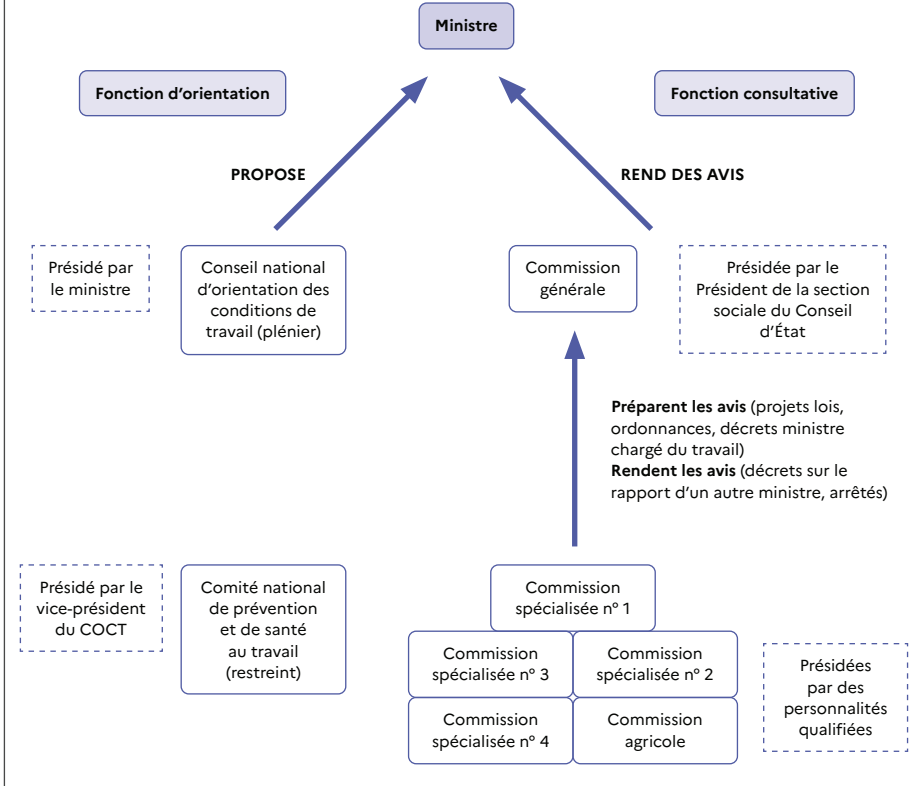 Ministre
Fonction d'orientation
Fonction consultative
PROPOSE
REND DES AVIS
Présidé par
le ministre
Conseil national
d'orientation des
conditions de
travail (plénier)
Commission
générale
Présidée par le
Président de la section
sociale du Conseil
d'État
Préparent les avis (projets lois,
ordonnances, décrets ministre
chargé du travail)
Rendent les avis (décrets sur le
rapport d'un autre ministre, arrêtés)
Présidé par le
vice-président
du COCT
Comité national
de prévention
et de santé
au travail
(restreint)
Commission
spécialisée n° 1
Commission
spécialisée n° 3
Commission
spécialisée n° 2
Commission
spécialisée n° 4
Commission
agricole
Présidées
par des
personnalités
qualifiées